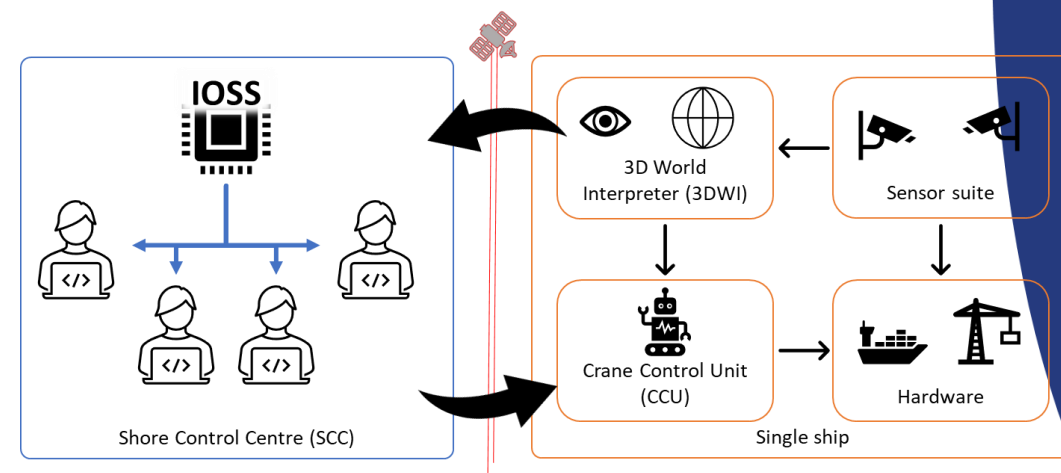 IOSS
</>
</>
</>
</>
Shore Control Centre (SCC)
3D World
Interpreter (3DWI)
Sensor suite
Crane Control Unit
(CCU)
Hardware
Single ship